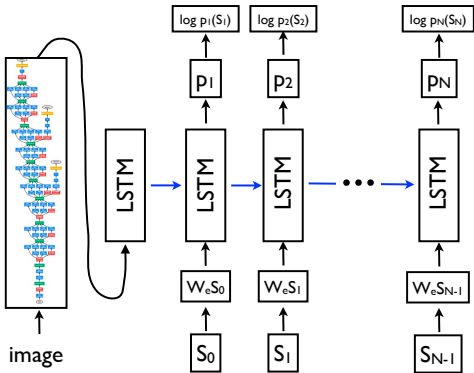 log p₁(S₁) log p₂(S₂) log pN(SN)
p₁ p₂ pN
LSTM LSTM LSTM LSTM
WeS₀ WeS₁ WeSN-1
image S₀ S₁ SN-1